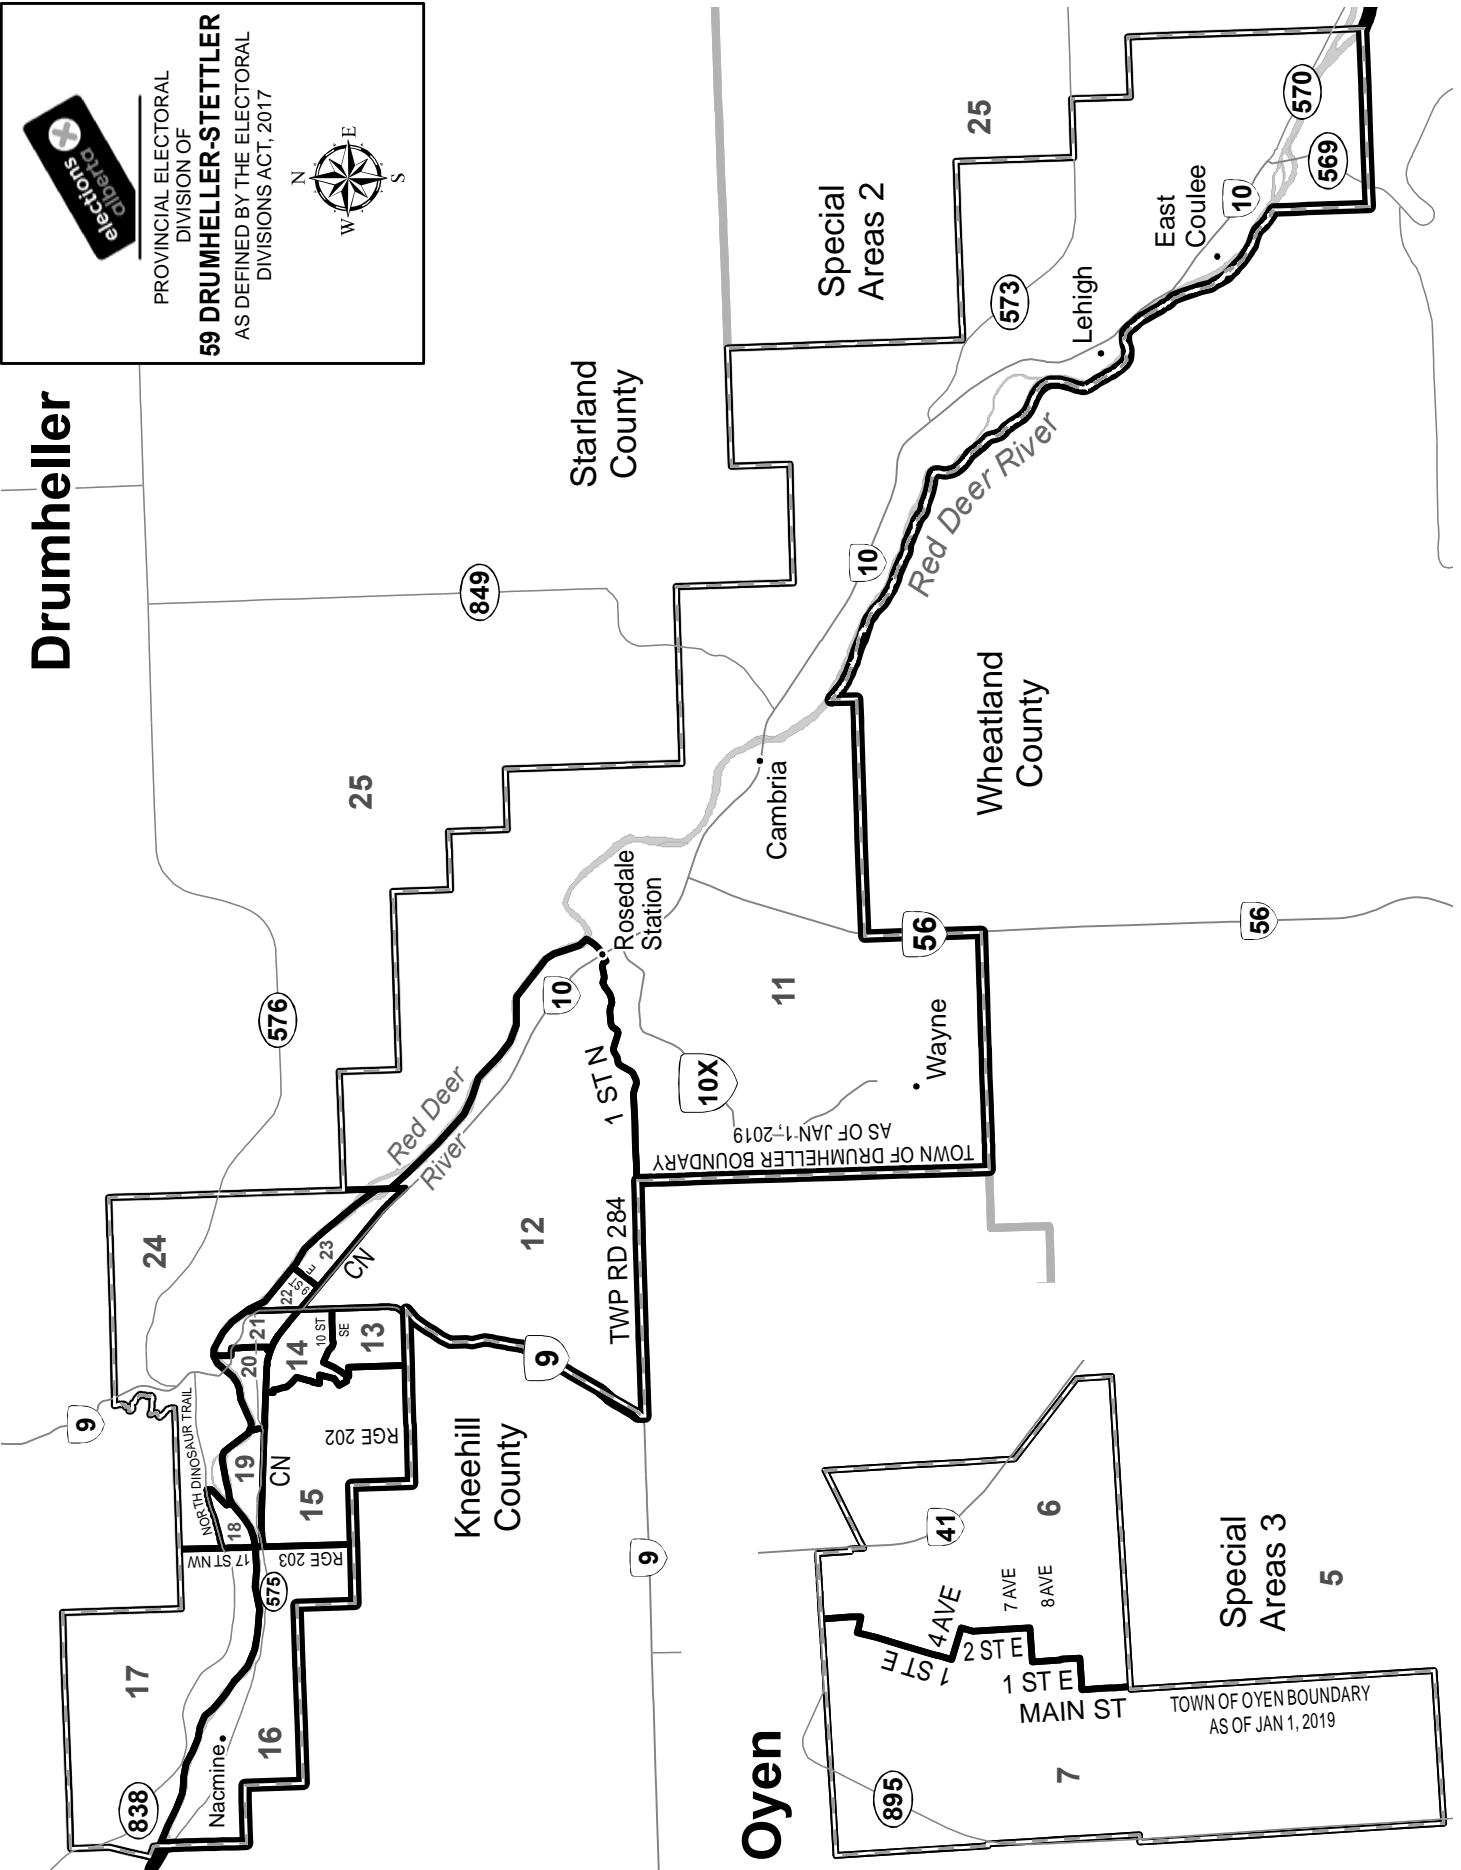 Drumheller
elections
alberta
PROVINCIAL ELECTORAL
DIVISION OF
59 DRUMHELLER-STETTLER
AS DEFINED BY THE ELECTORAL
DIVISIONS ACT, 2017
N
W
E
S
838
17
Nacmine
16
575
17 ST NW
RGE 203
18
NORTH DINOSAUR TRAIL
9
19
CN
15
RGE 202
20
21
14
10 ST
SE
13
22
9 ST E
23
CN
24
576
Red Deer
River
12
9
1 ST N
TWP RD 284
10
Rosedale
Station
25
849
Starland
County
Kneehill
County
9
10X
11
Wayne
TOWN OF DRUMHELLER BOUNDARY
AS OF JAN 1, 2019
56
56
Cambria
Wheatland
County
10
Red Deer River
Special
Areas 2
25
573
Lehigh
East
Coulee
10
569
570
Oyen
895
7
41
6
1 ST E
4 AVE
2 ST E
7 AVE
8 AVE
1 ST E
MAIN ST
TOWN OF OYEN BOUNDARY
AS OF JAN 1, 2019
Special
Areas 3
5